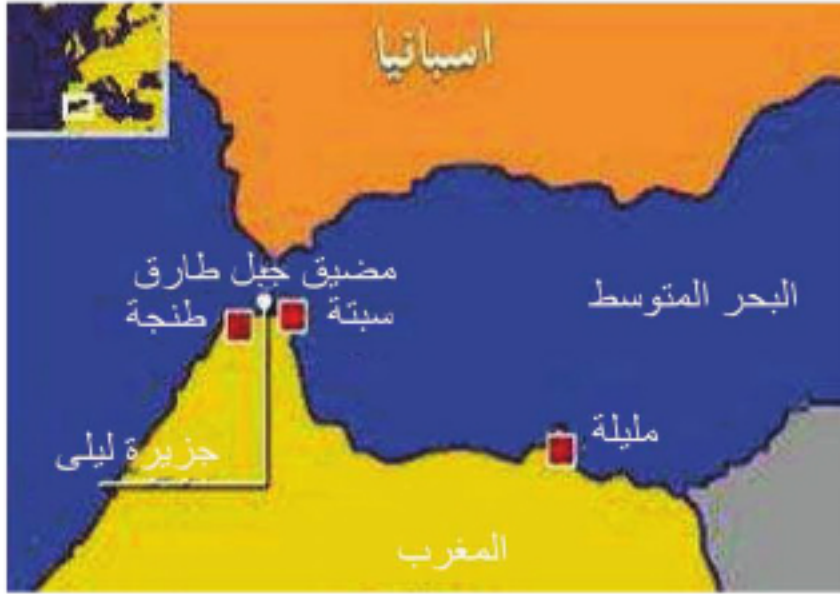 اسبانيا
مضيق جبل طارق
البحر المتوسط
سبتة
طنجة
مليلة
جزيرة ليلى
المغرب